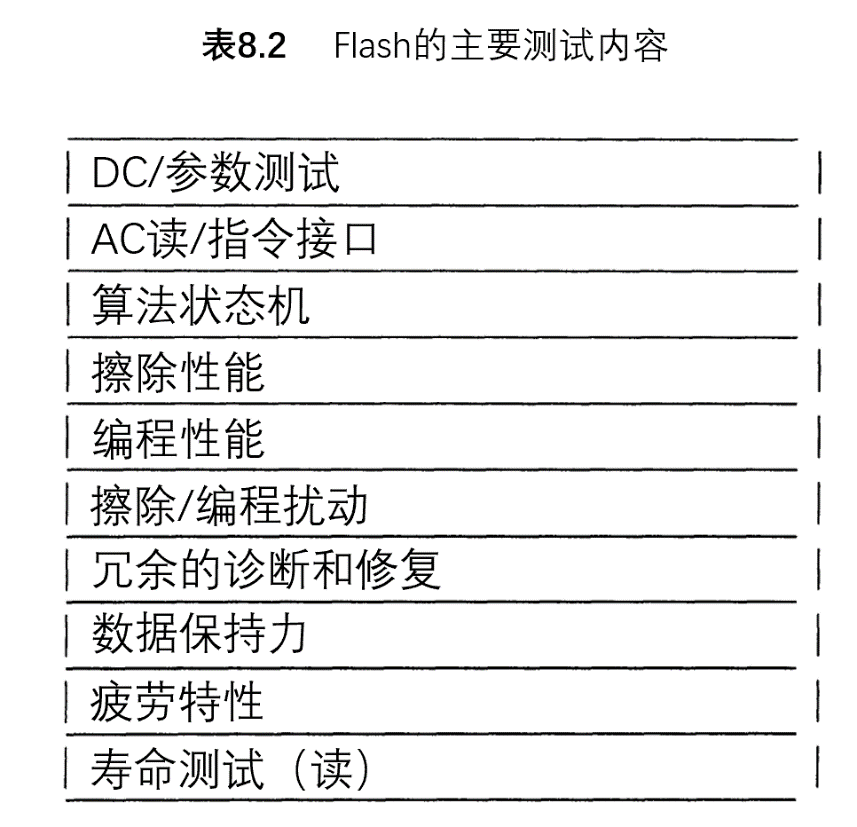 表8.2 Flash的主要测试内容
DC/参数测试
AC读/指令接口
算法状态机
擦除性能
编程性能
擦除/编程扰动
冗余的诊断和修复
数据保持力
疲劳特性
寿命测试（读）